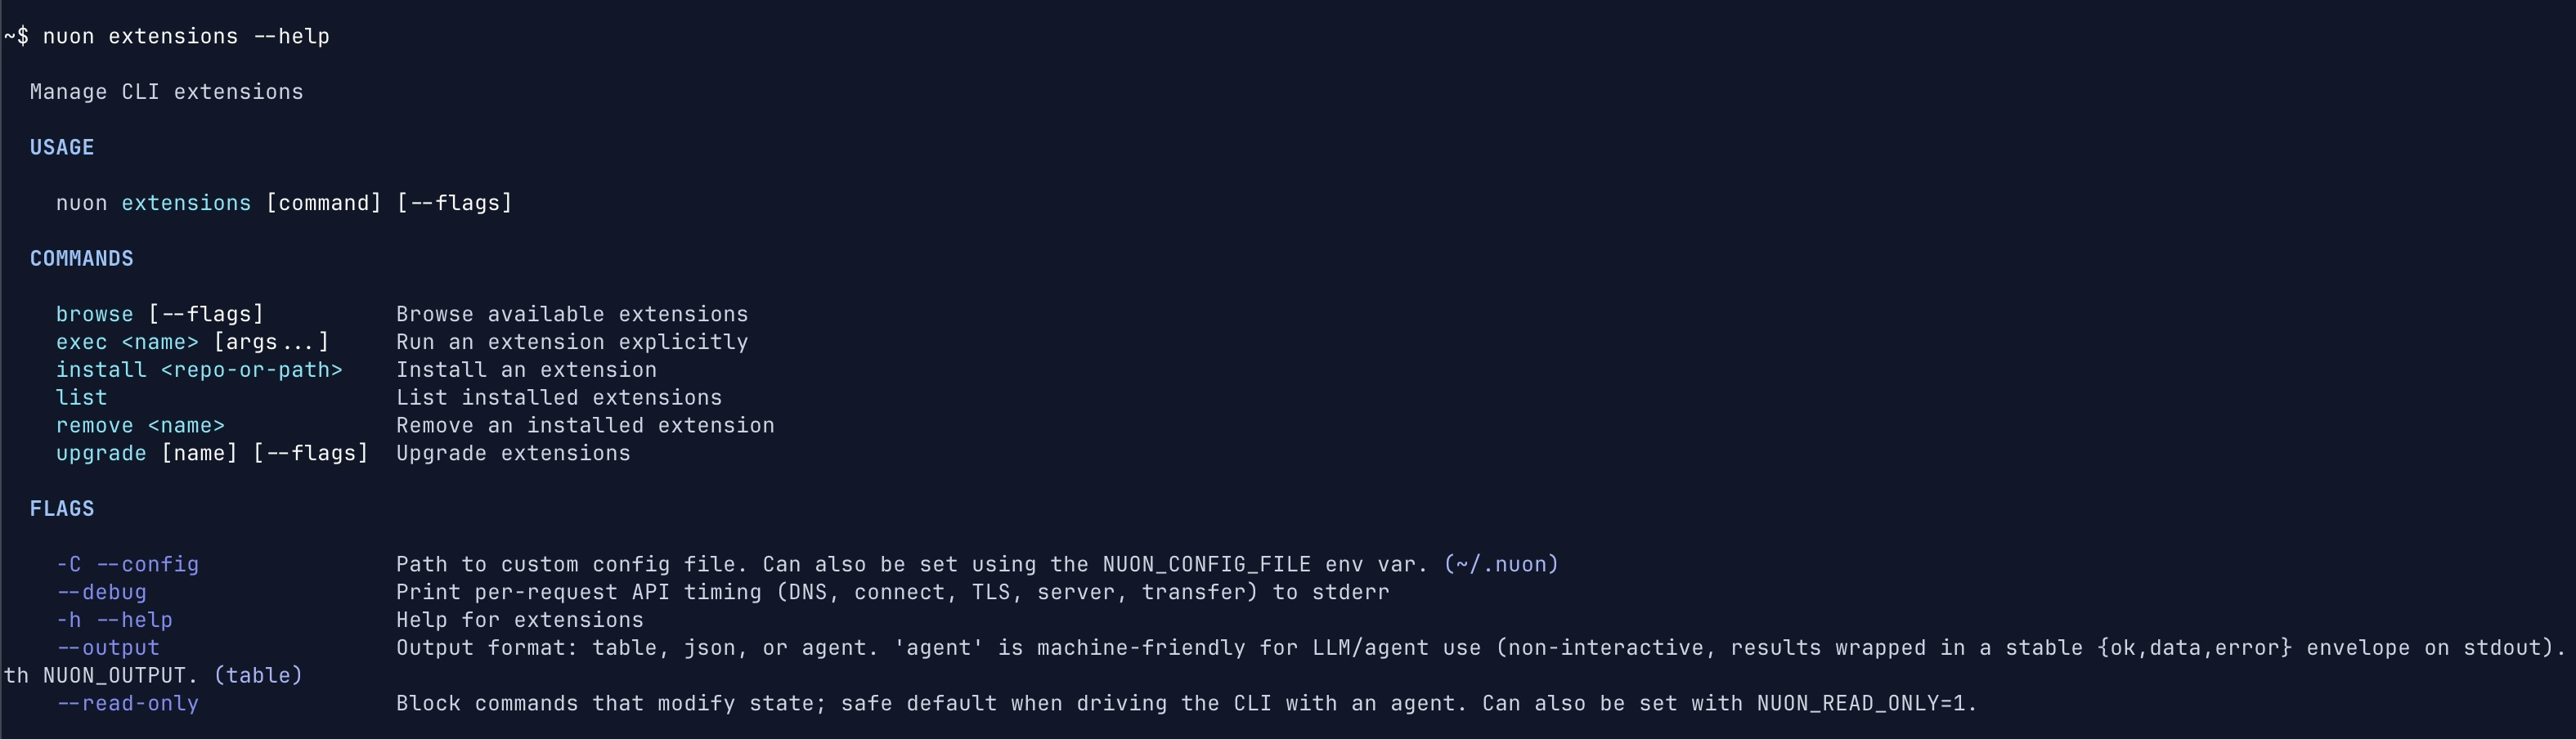 ~$ nuon extensions --help
Manage CLI extensions
USAGE
nuon extensions [command] [--flags]
COMMANDS
browse [--flags] Browse available extensions
exec <name> [args...] Run an extension explicitly
install <repo-or-path> Install an extension
list List installed extensions
remove <name> Remove an installed extension
upgrade [name] [--flags] Upgrade extensions
FLAGS
-C --config Path to custom config file. Can also be set using the NUON_CONFIG_FILE env var. (~/.nuon)
--debug Print per-request API timing (DNS, connect, TLS, server, transfer) to stderr
-h --help Help for extensions
--output Output format: table, json, or agent. 'agent' is machine-friendly for LLM/agent use (non-interactive, results wrapped in a stable {ok,data,error} envelope on stdout).
th NUON_OUTPUT. (table)
--read-only Block commands that modify state; safe default when driving the CLI with an agent. Can also be set with NUON_READ_ONLY=1.